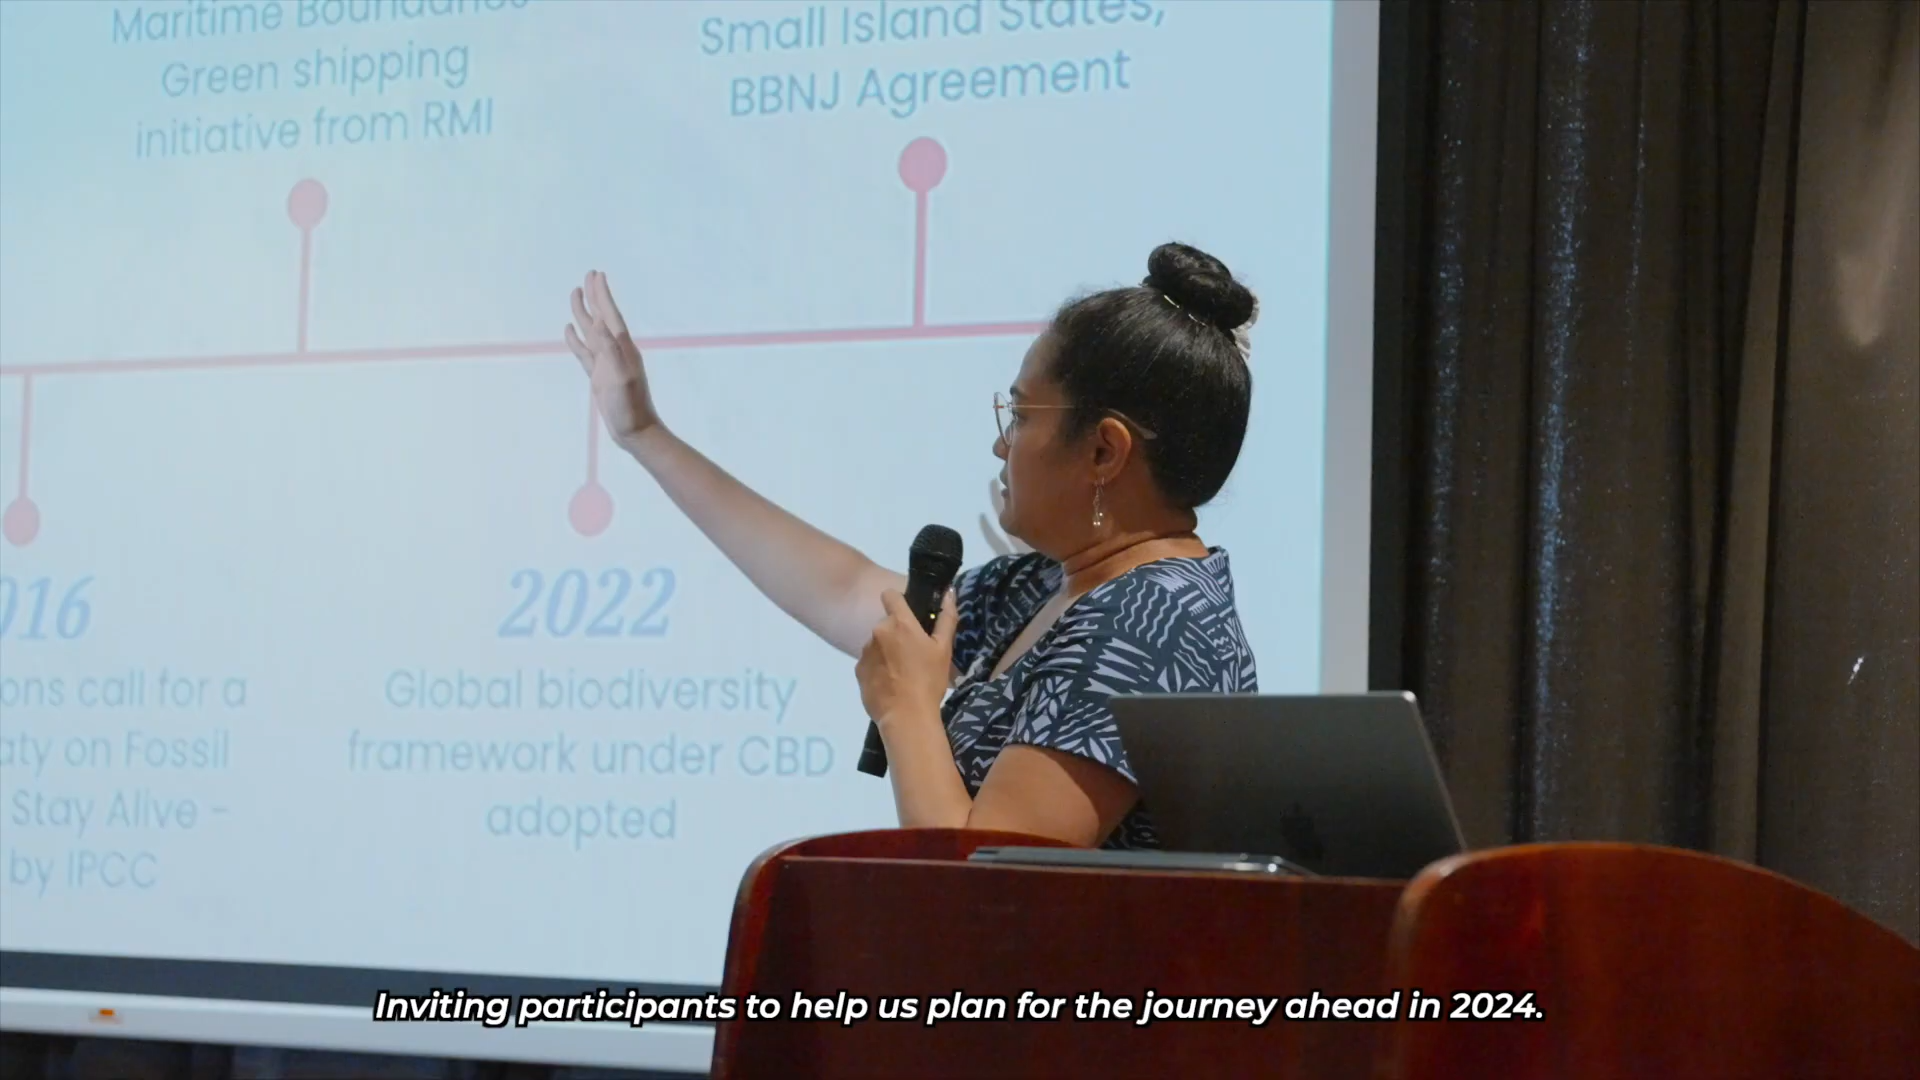 Maritime Boundaries
Green shipping
initiative from RMI
Small Island States,
BBNJ Agreement
016
ons call for a
aty on Fossil
Stay Alive -
by IPCC
2022
Global biodiversity
framework under CBD
adopted
Inviting participants to help us plan for the journey ahead in 2024.